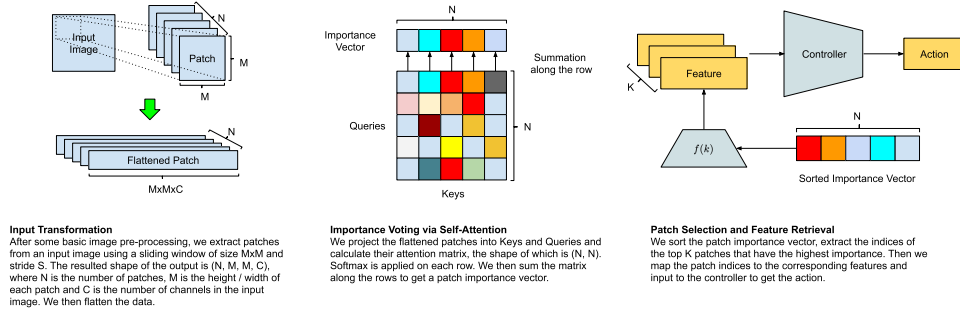 Input
Image
N
Patch
M
M
N
Flattened Patch
MxMxC
N
Importance
Vector
Summation
along the row
Queries
N
Keys
Feature
K
Controller
Action
f(k)
N
Sorted Importance Vector
Input Transformation
After some basic image pre-processing, we extract patches
from an input image using a sliding window of size MxM and
stride S. The resulted shape of the output is (N, M, M, C),
where N is the number of patches, M is the height / width of
each patch and C is the number of channels in the input
image. We then flatten the data.
Importance Voting via Self-Attention
We project the flattened patches into Keys and Queries and
calculate their attention matrix, the shape of which is (N, N).
Softmax is applied on each row. We then sum the matrix
along the rows to get a patch importance vector.
Patch Selection and Feature Retrieval
We sort the patch importance vector, extract the indices of
the top K patches that have the highest importance. Then we
map the patch indices to the corresponding features and
input to the controller to get the action.